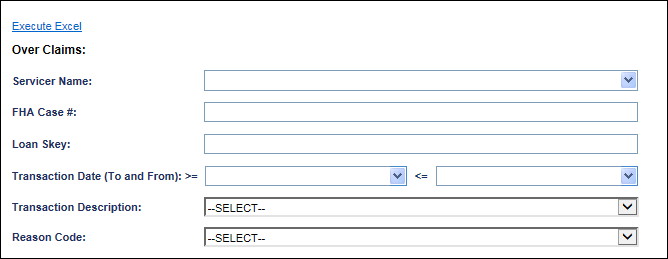 Execute Excel
Over Claims:
Servicer Name:
FHA Case #:
Loan Skey:
Transaction Date (To and From): >= <=
Transaction Description: --SELECT--
Reason Code: --SELECT--